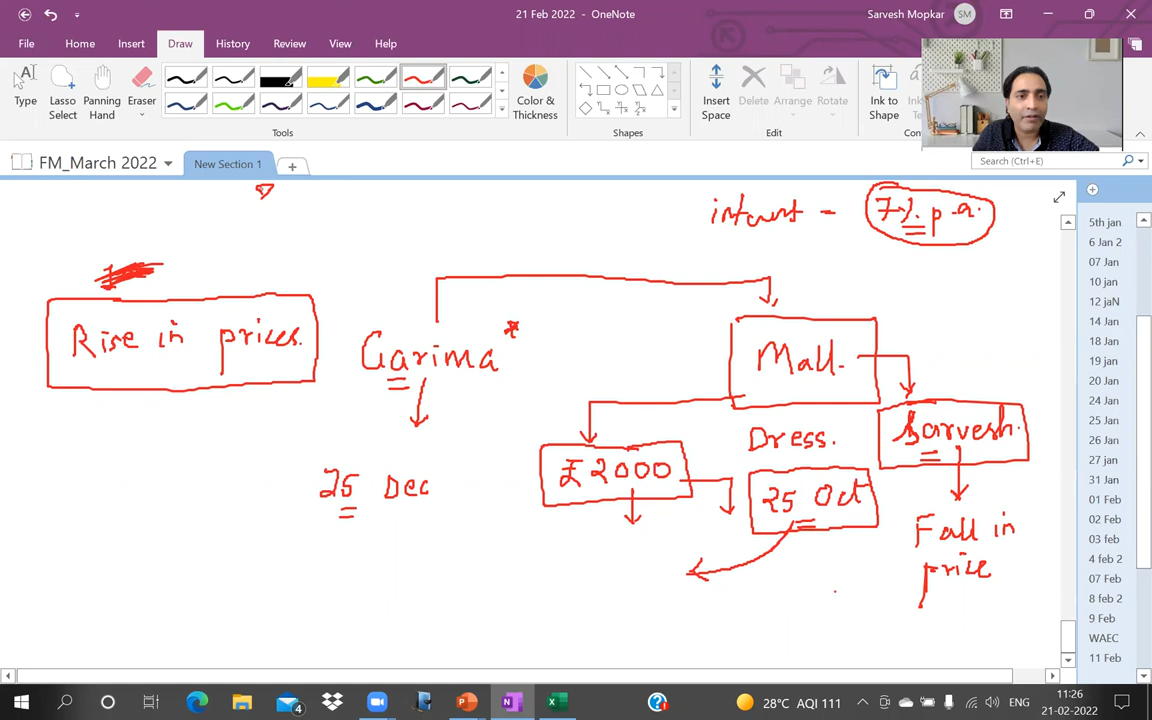 21 Feb 2022 - OneNote
Sarvesh Mopkar
SM
File
Home
Insert
Draw
History
Review
View
Help
Type
Lasso
Select
Panning
Hand
Eraser
Color &
Thickness
Insert
Space
Delete
Arrange
Rotate
Ink to
Shape
Tools
Shapes
Edit
FM_March 2022
New Section 1
Search (Ctrl+E)
interest - 7% p.a.
Rise in prices.
Garima *
Mall.
Dress.
Sarvesh.
£2000
25 Oct
25 Dec
Fall in
price
5th jan
6 Jan 2
07 Jan
10 jan
12 jaN
14 Jan
18 Jan
19 jan
20 Jan
24 Jan
25 Jan
26 Jan
27 jan
31 Jan
01 Feb
02 Feb
03 feb
4 feb 2
07 Feb
8 feb 2
9 Feb
WAEC
11 Feb
4
28°C AQI 111
ENG
11:26
21-02-2022